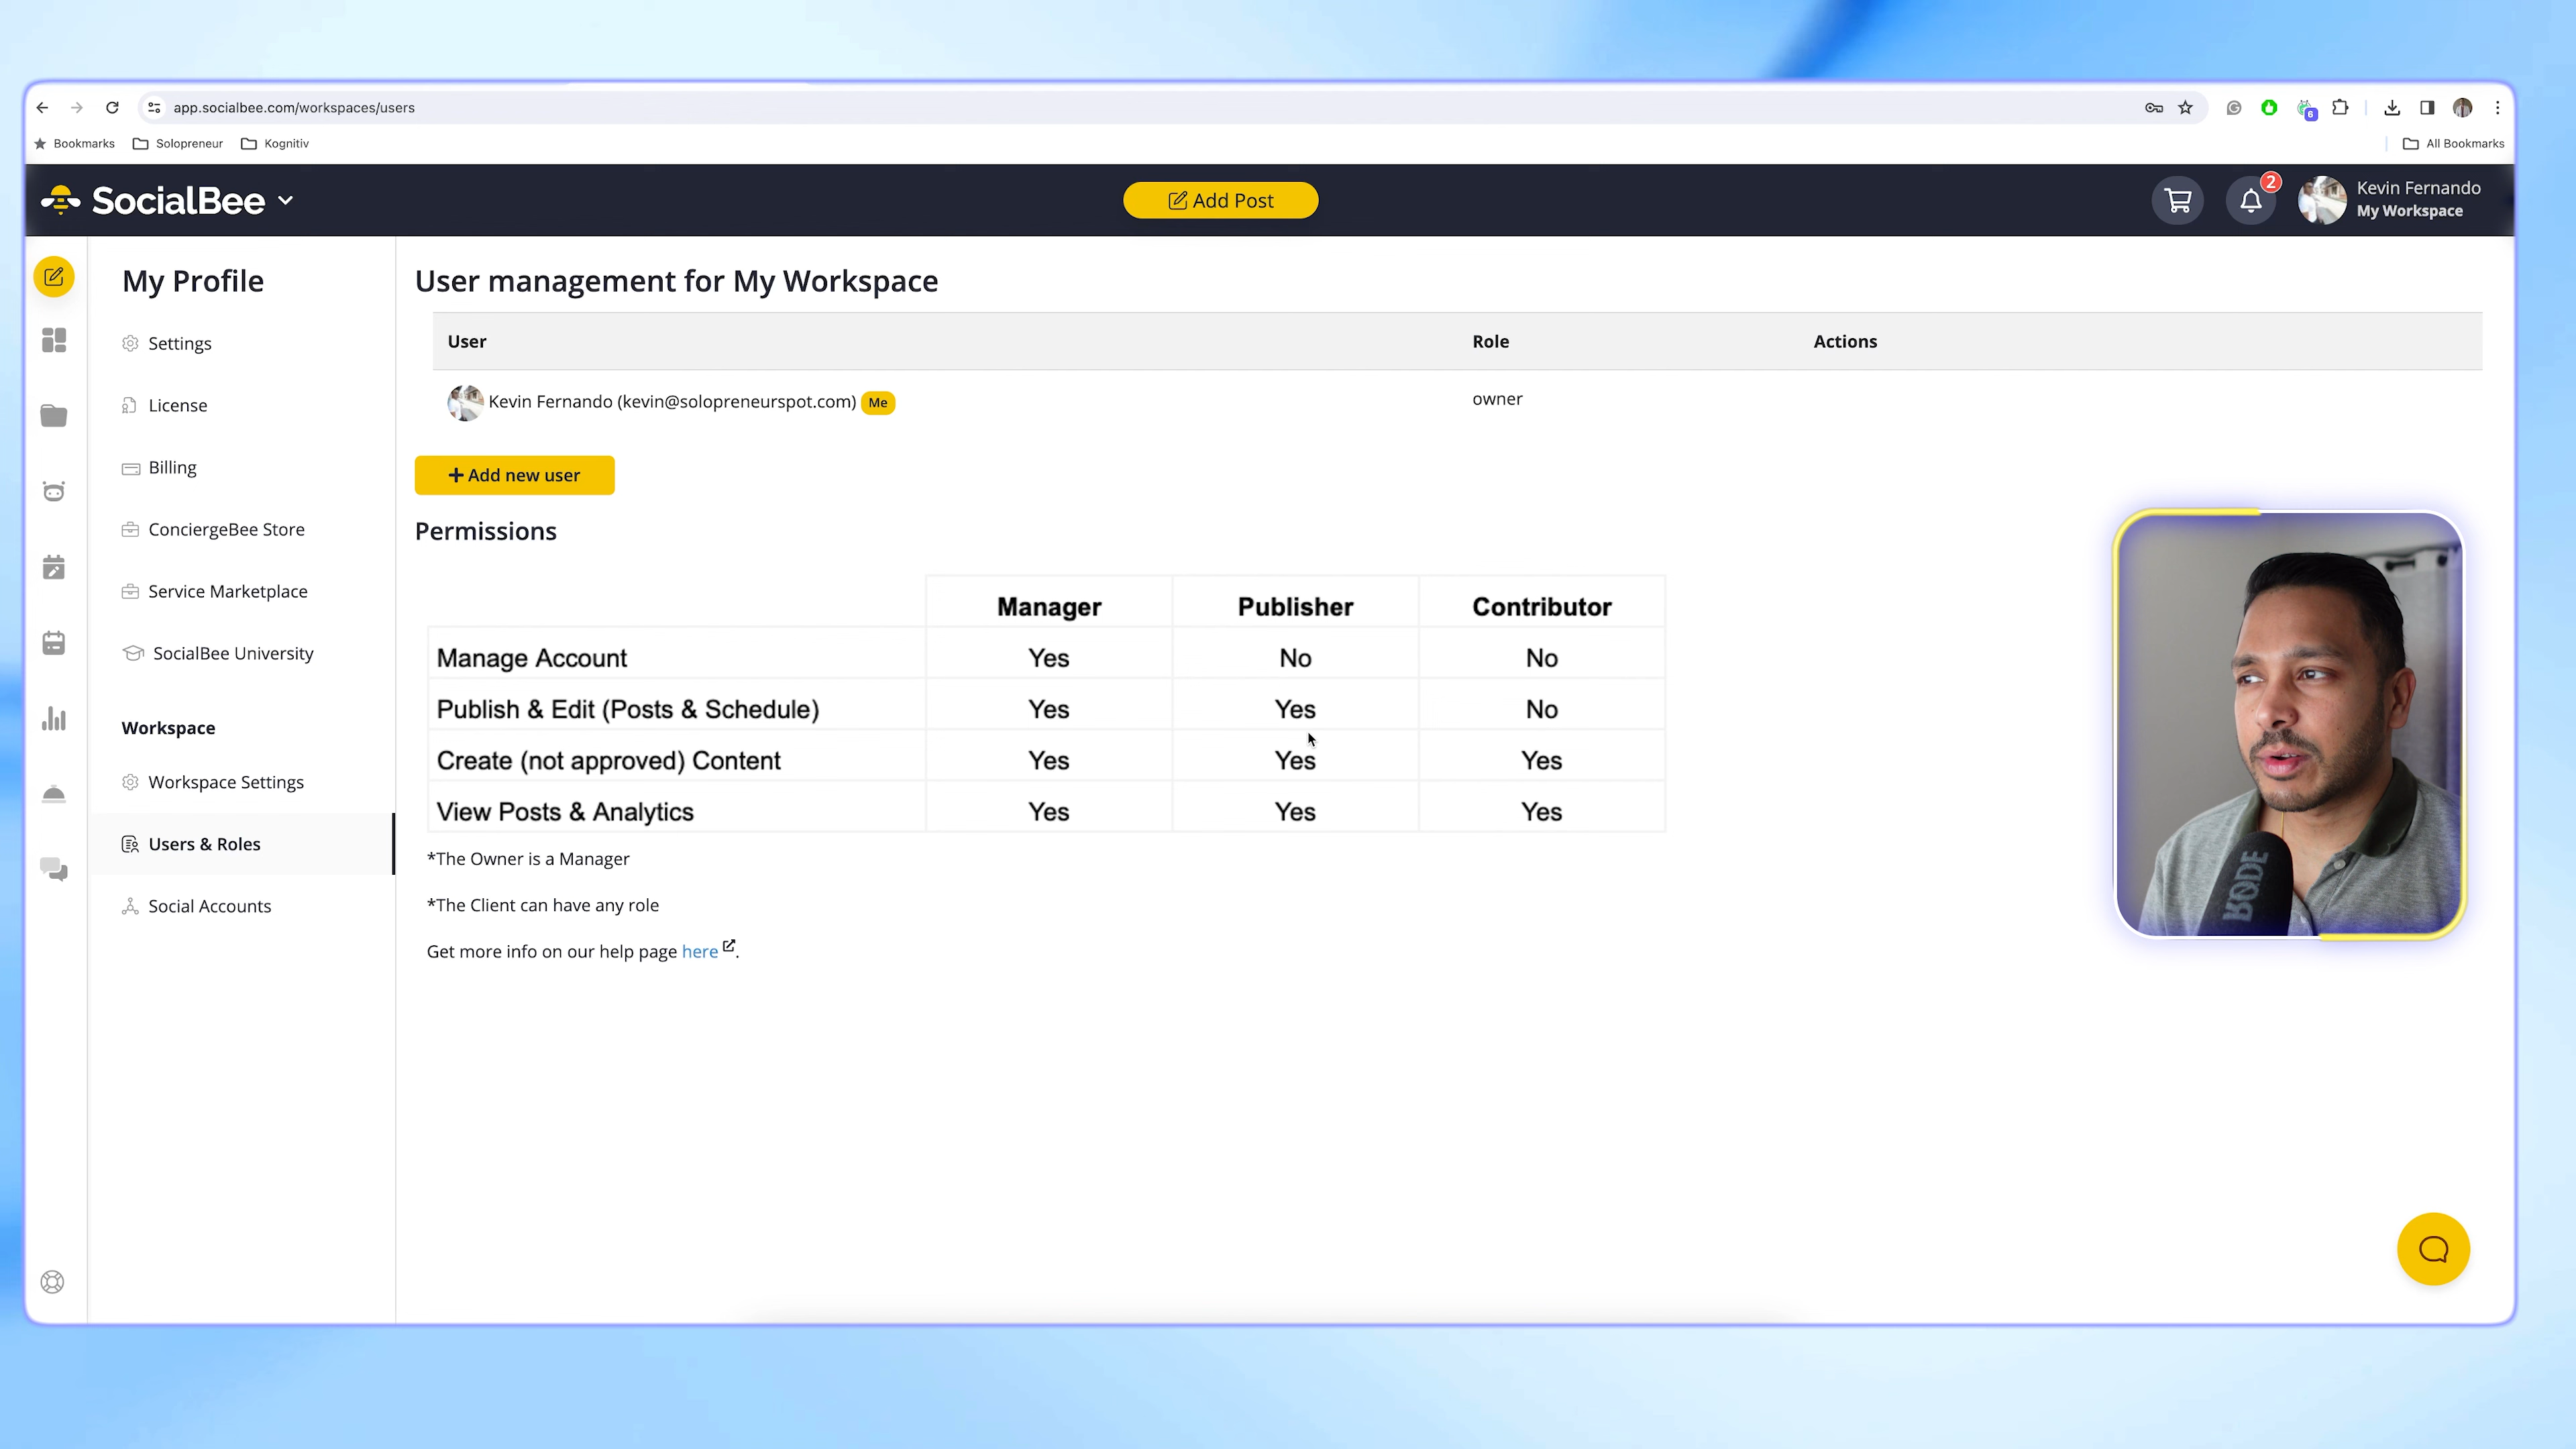 app.socialbee.com/workspaces/users
Bookmarks Solopreneur Kognitiv All Bookmarks
6
SocialBee Add Post 2 Kevin Fernando
My Workspace
My Profile
Settings
License
Billing
ConciergeBee Store
Service Marketplace
SocialBee University
Workspace
Workspace Settings
Users & Roles
Social Accounts
User management for My Workspace
User Role Actions
Kevin Fernando (kevin@solopreneurspot.com) Me owner
+ Add new user
Permissions
Manager Publisher Contributor
Manage Account Yes No No
Publish & Edit (Posts & Schedule) Yes Yes No
Create (not approved) Content Yes Yes Yes
View Posts & Analytics Yes Yes Yes
*The Owner is a Manager
*The Client can have any role
Get more info on our help page here .
RØDE